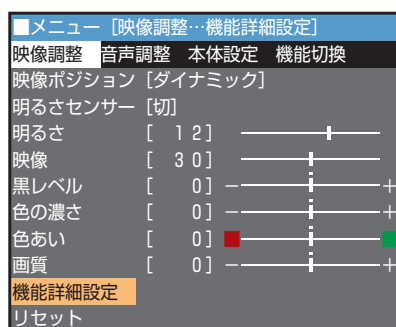 ■メニュー [映像調整…機能詳細設定]
映像調整 音声調整 本体設定 機能切換
映像ポジション [ダイナミック]
明るさセンサー [切]
明るさ [ 12]
映像 [ 30]
黒レベル [ 0] − +
色の濃さ [ 0] − +
色あい [ 0]
画質 [ 0] − +
機能詳細設定
リセット